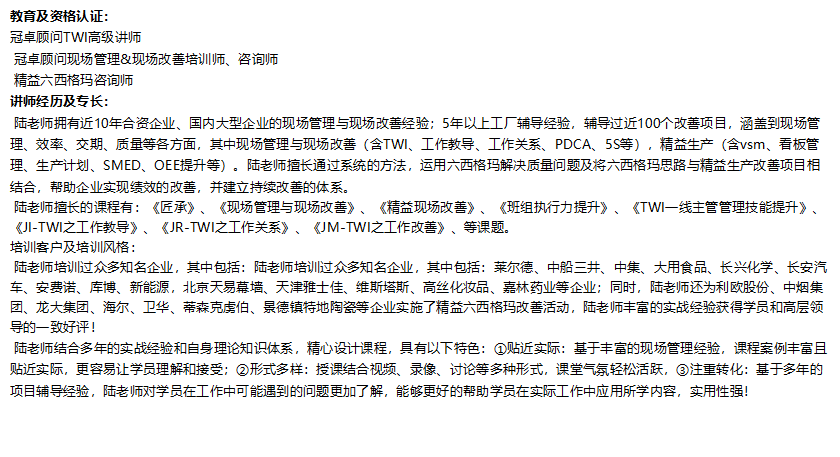 教育及资格认证：
冠卓顾问TWI高级讲师
冠卓顾问现场管理&现场改善培训师、咨询师
精益六西格玛咨询师
讲师经历及专长：
陆老师拥有近10年合资企业、国内大型企业的现场管理与现场改善经验；5年以上工厂辅导经验，辅导过近100个改善项目，涵盖到现场管
理、效率、交期、质量等各方面，其中现场管理与现场改善（含TWI、工作教导、工作关系、PDCA、5S等），精益生产（含vsm、看板管
理、生产计划、SMED、OEE提升等）。陆老师擅长通过系统的方法，运用六西格玛解决质量问题及将六西格玛思路与精益生产改善项目相
结合，帮助企业实现绩效的改善，并建立持续改善的体系。
陆老师擅长的课程有：《匠承》、《现场管理与现场改善》、《精益现场改善》、《班组执行力提升》、《TWI一线主管管理技能提升》、
《JI-TWI之工作教导》、《JR-TWI之工作关系》、《JM-TWI之工作改善》、等课题。
培训客户及培训风格：
陆老师培训过众多知名企业，其中包括：陆老师培训过众多知名企业，其中包括：莱尔德、中船三井、中集、大用食品、长兴化学、长安汽
车、安费诺、库博、新能源，北京天易幕墙、天津雅士佳、维斯塔斯、高丝化妆品、嘉林药业等企业；同时，陆老师还为利欧股份、中烟集
团、龙大集团、海尔、卫华、蒂森克虏伯、景德镇特地陶瓷等企业实施了精益六西格玛改善活动，陆老师丰富的实战经验获得学员和高层领
导的一致好评！
陆老师结合多年的实战经验和自身理论知识体系，精心设计课程，具有以下特色：①贴近实际：基于丰富的现场管理经验，课程案例丰富且
贴近实际，更容易让学员理解和接受；②形式多样：授课结合视频、录像、讨论等多种形式，课堂气氛轻松活跃，③注重转化：基于多年的
项目辅导经验，陆老师对学员在工作中可能遇到的问题更加了解，能够更好的帮助学员在实际工作中应用所学内容，实用性强！